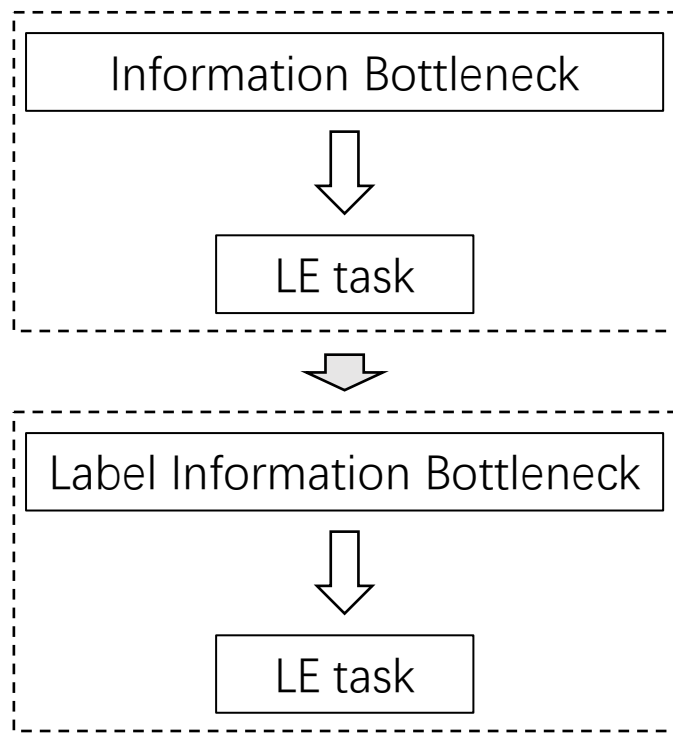 Information Bottleneck
LE task
Label Information Bottleneck
LE task